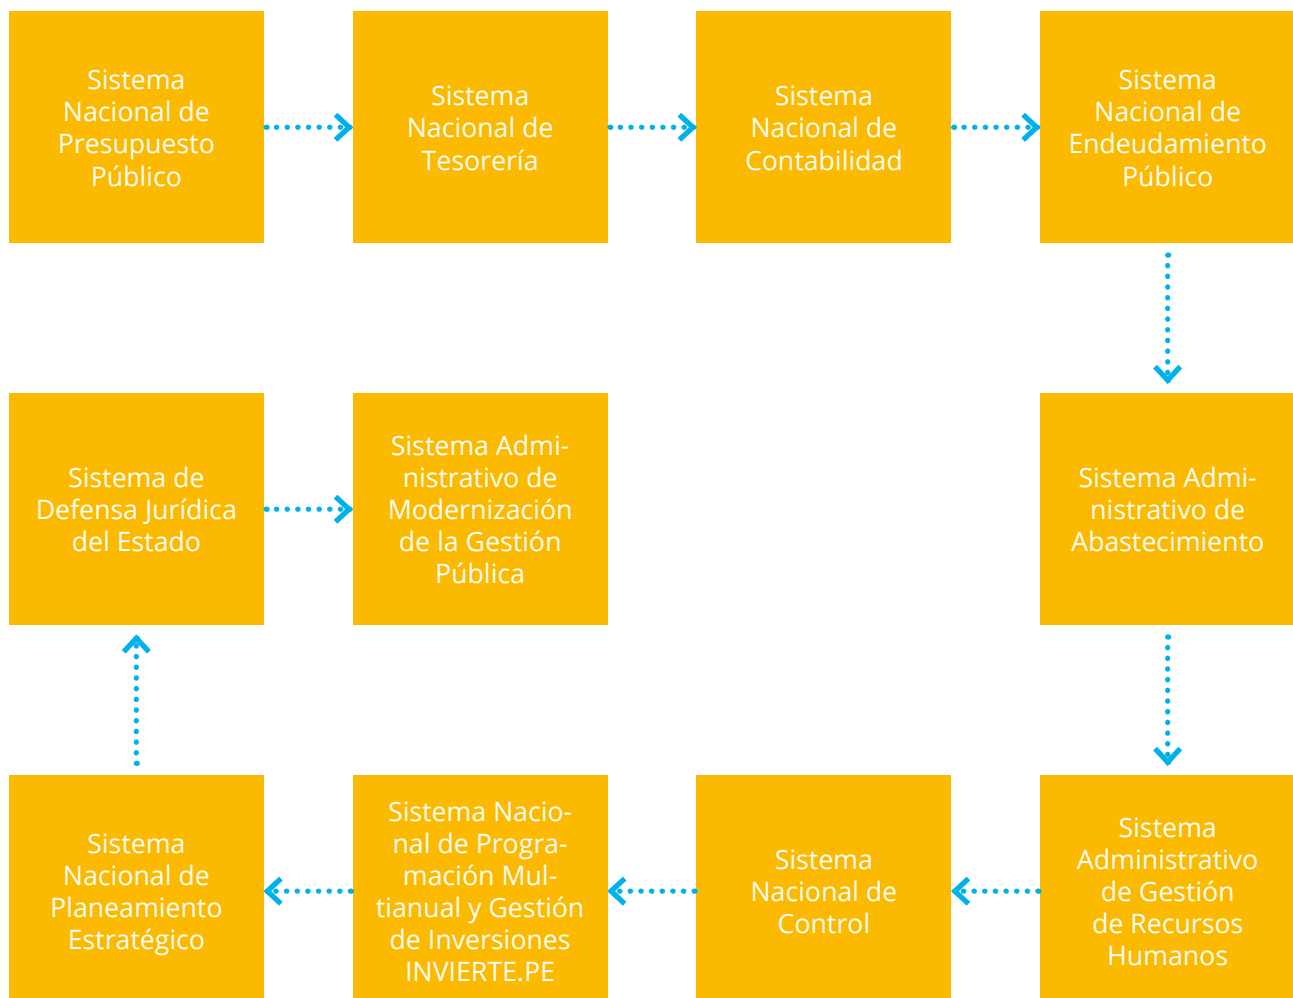 Sistema
Nacional de
Presupuesto
Público
Sistema
Nacional de
Tesorería
Sistema
Nacional de
Contabilidad
Sistema
Nacional de
Endeudamiento
Público
Sistema Admi-
nistrativo de
Abastecimiento
Sistema
Administrativo
de Gestión
de Recursos
Humanos
Sistema
Nacional de
Control
Sistema Nacio-
nal de Progra-
mación Mul-
tianual y Gestión
de Inversiones
INVIERTE.PE
Sistema
Nacional de
Planeamiento
Estratégico
Sistema de
Defensa Jurídica
del Estado
Sistema Admi-
nistrativo de
Modernización
de la Gestión
Pública